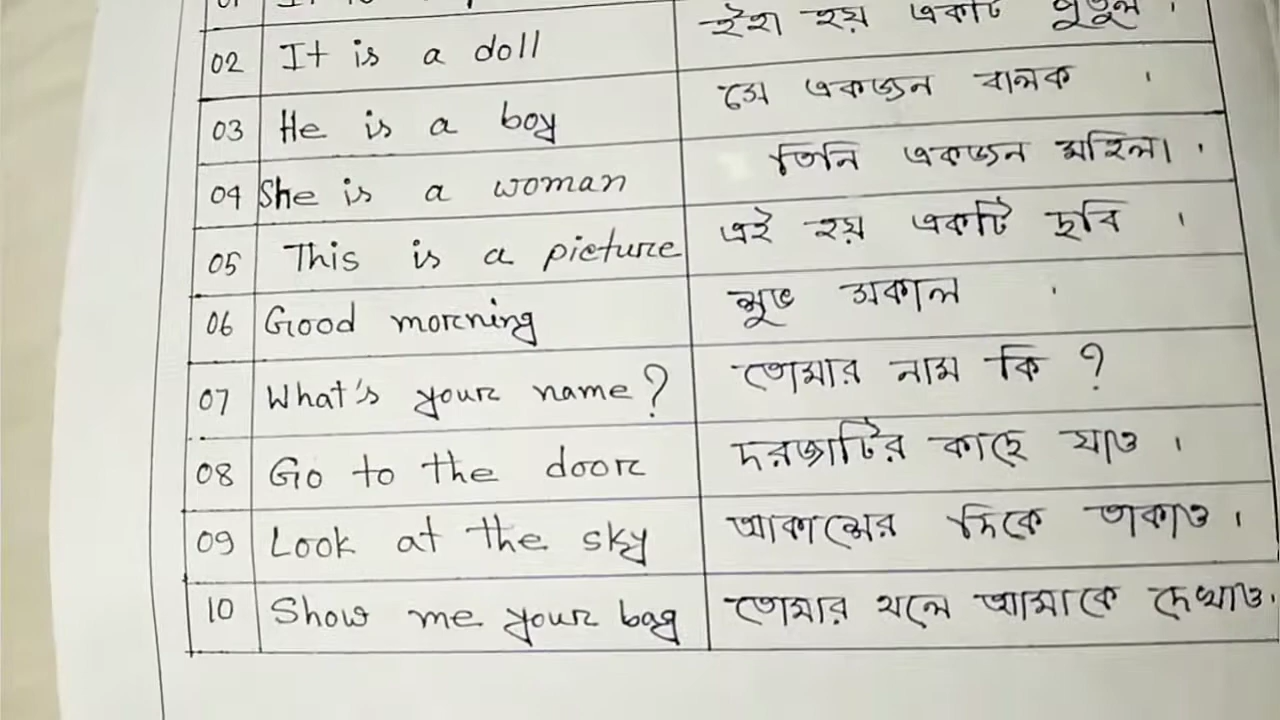 02 It is a doll ইহা হয় একটি পুতুল ।
03 He is a boy সে একজন বালক ।
04 She is a woman তিনি একজন মহিলা ।
05 This is a picture এই হয় একটি ছবি ।
06 Good morning শুভ সকাল ।
07 What's your name? তোমার নাম কি ?
08 Go to the door দরজাটির কাছে যাও ।
09 Look at the sky আকাশের দিকে তাকাও ।
10 Show me your bag তোমার থলে আমাকে দেখাও ।